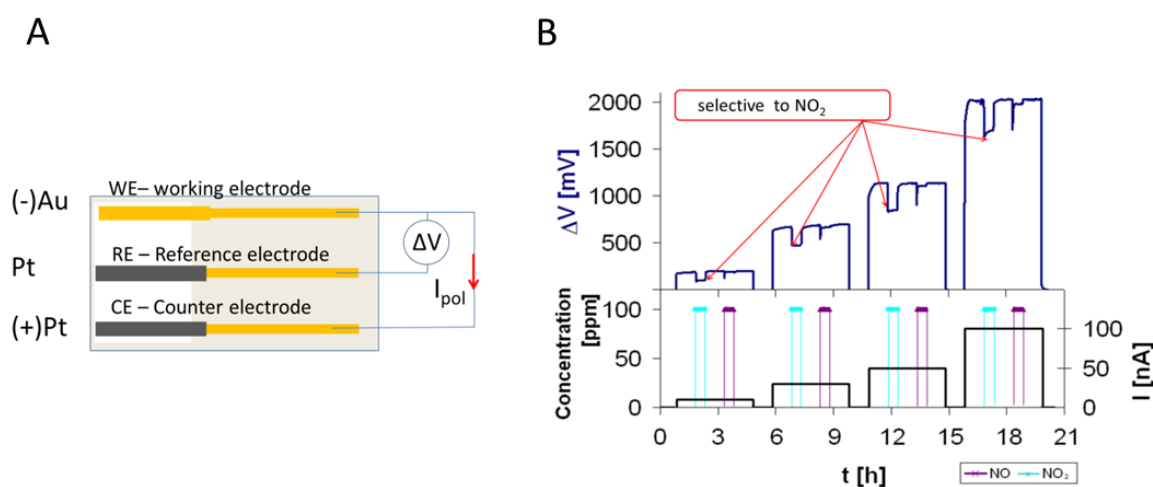 A
WE– working electrode
(-)Au
ΔV
RE – Reference electrode
Pt
I_pol
CE – Counter electrode
(+)Pt
B
selective to NO₂
2000
1500
1000
500
ΔV [mV]
100
50
0
Concentration
[ppm]
100
50
0
I [nA]
0 3 6 9 12 15 18 21
t [h]
NO NO₂